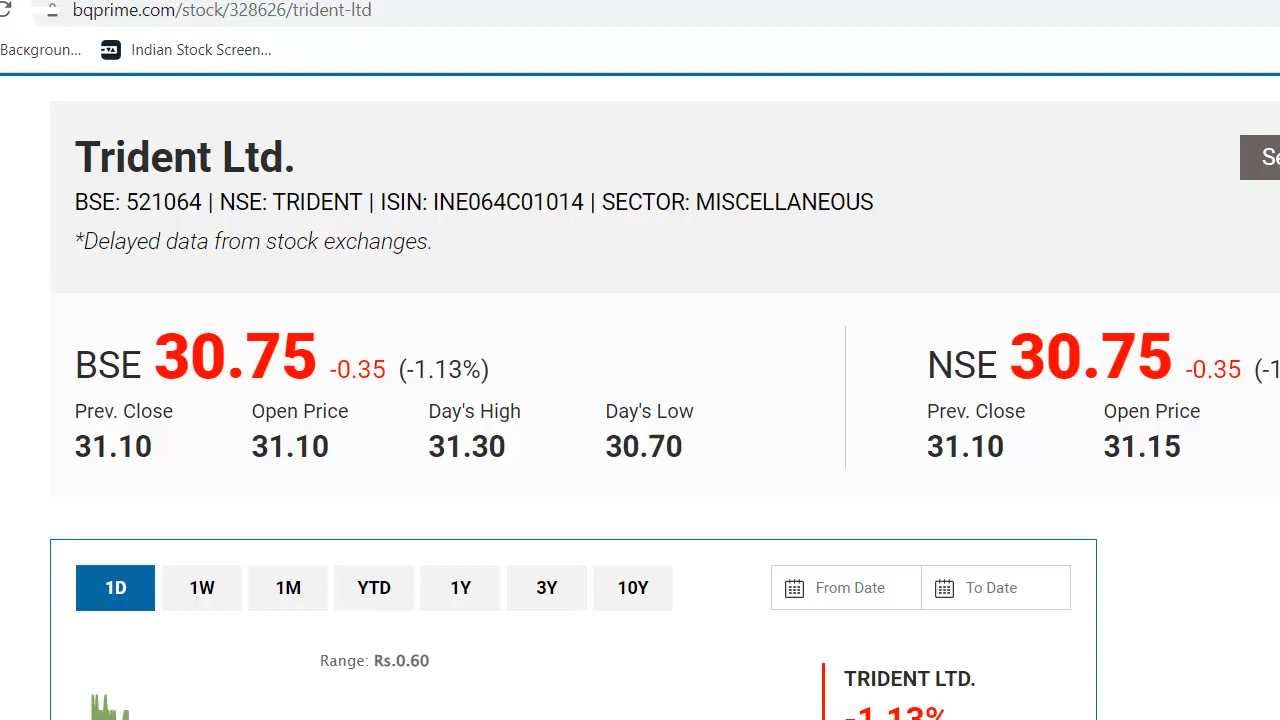 bqprime.com/stock/328626/trident-ltd
Backgroun... Indian Stock Screen...
Trident Ltd.
BSE: 521064 | NSE: TRIDENT | ISIN: INE064C01014 | SECTOR: MISCELLANEOUS
*Delayed data from stock exchanges.
BSE 30.75 -0.35 (-1.13%)
Prev. Close Open Price Day's High Day's Low
31.10 31.10 31.30 30.70
NSE 30.75 -0.35 (-1
Prev. Close Open Price
31.10 31.15
1D 1W 1M YTD 1Y 3Y 10Y From Date To Date
Range: Rs.0.60
TRIDENT LTD.
-1.13%